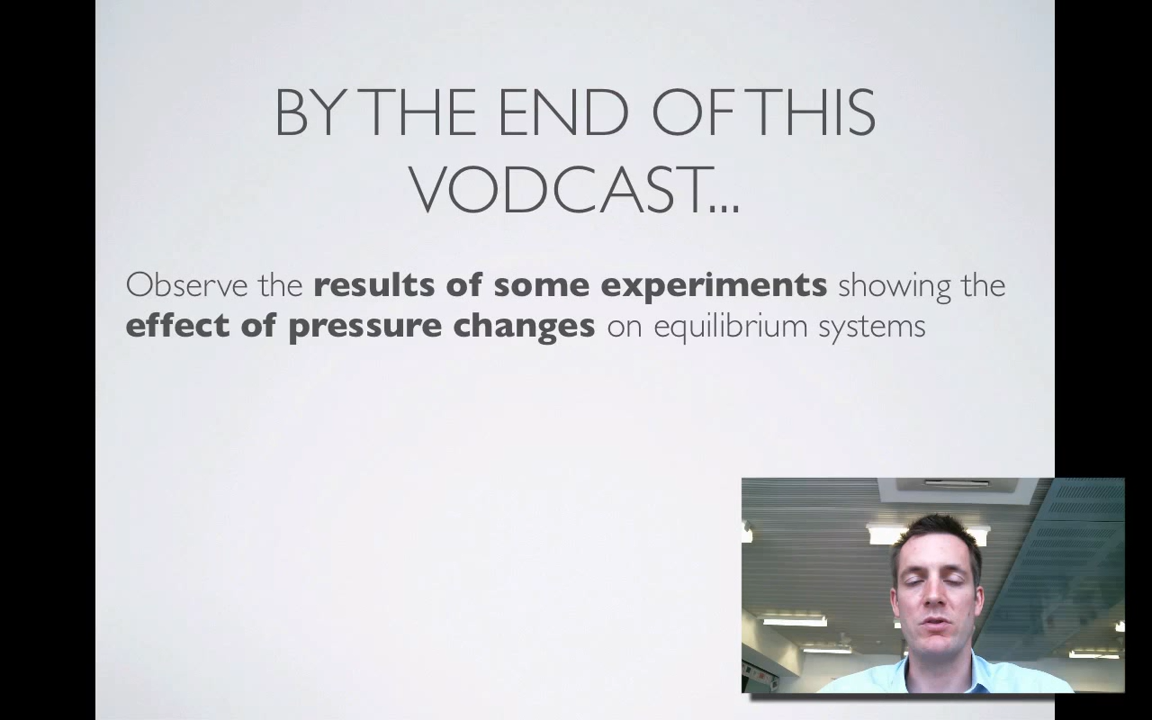 BY THE END OF THIS
VODCAST...
Observe the results of some experiments showing the
effect of pressure changes on equilibrium systems